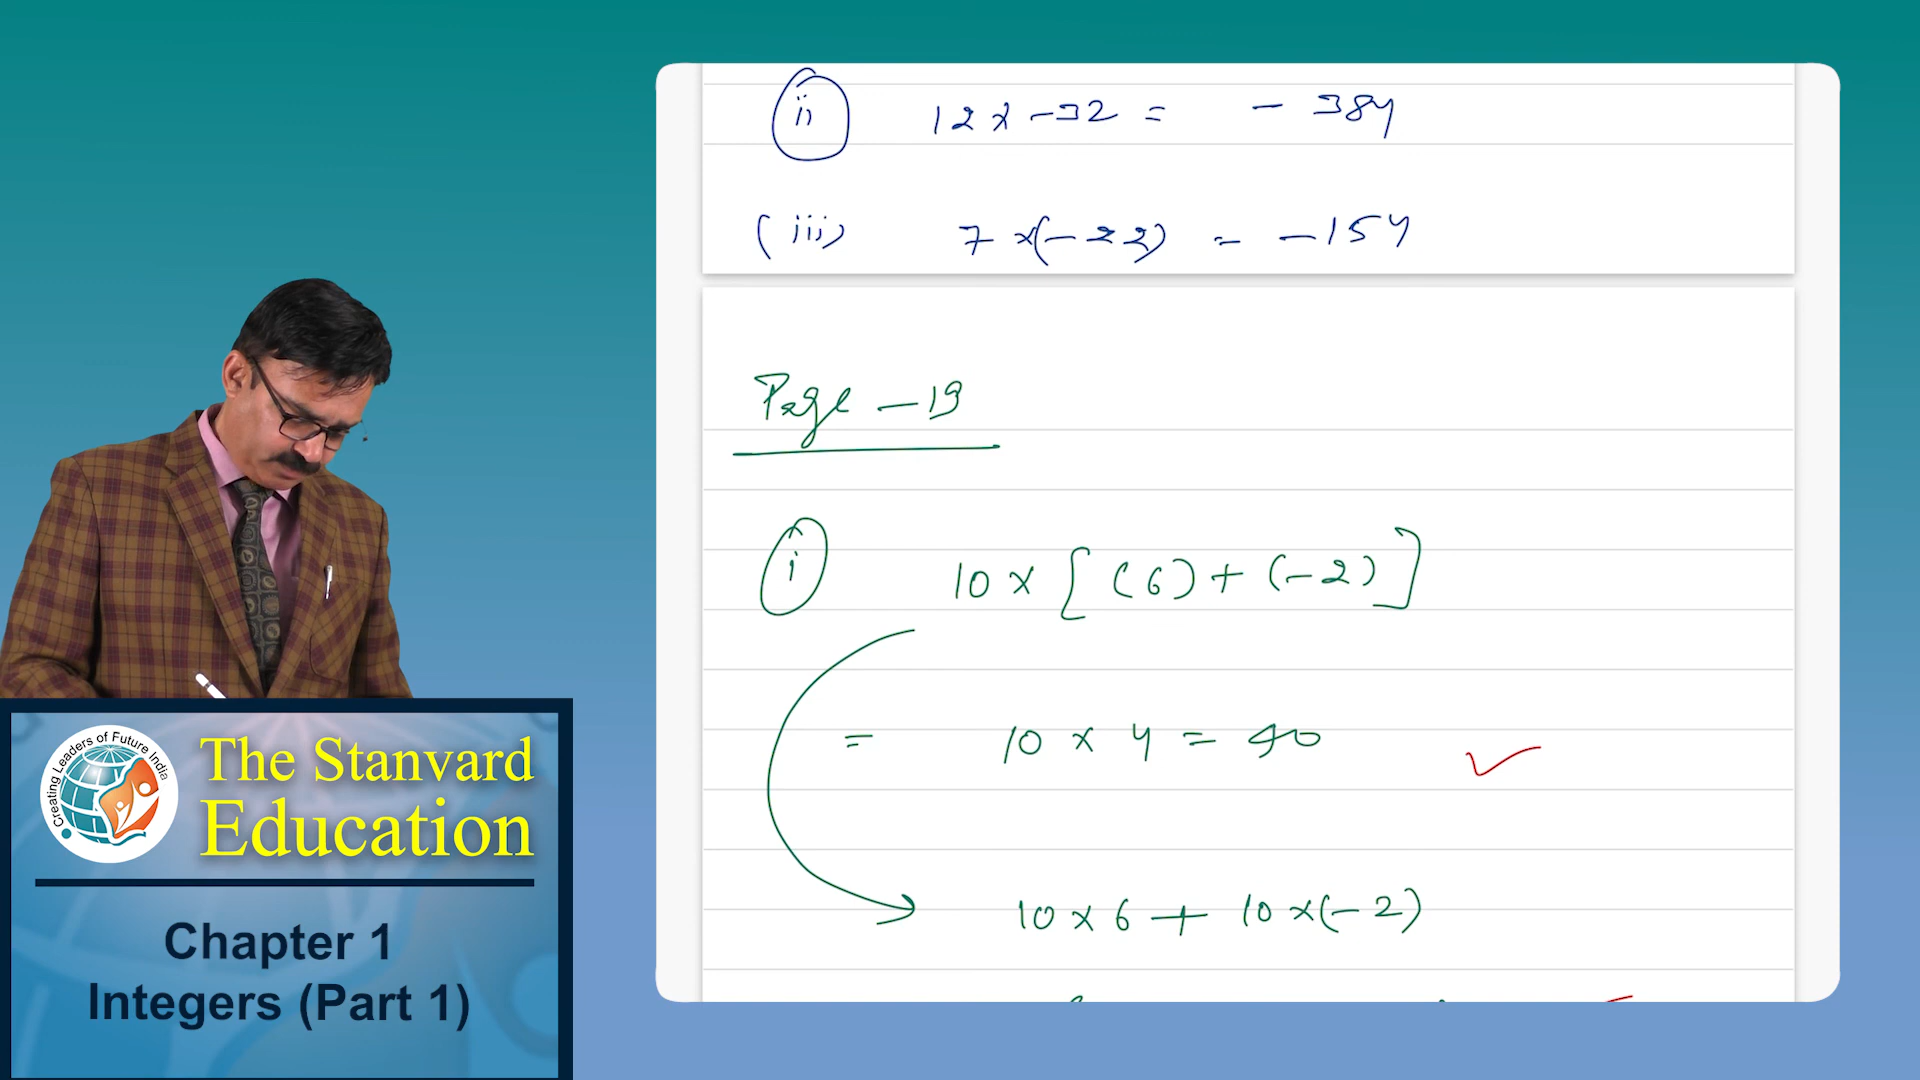 ii 12 x -32 = - 384
(iii) 7 x(-22) = -154
Page - 19
i 10 x [ (6) + (-2) ]
= 10 x 4 = 40
10 x 6 + 10 x(-2)
Creating Leaders of Future India
The Stanvard
Education
Chapter 1
Integers (Part 1)